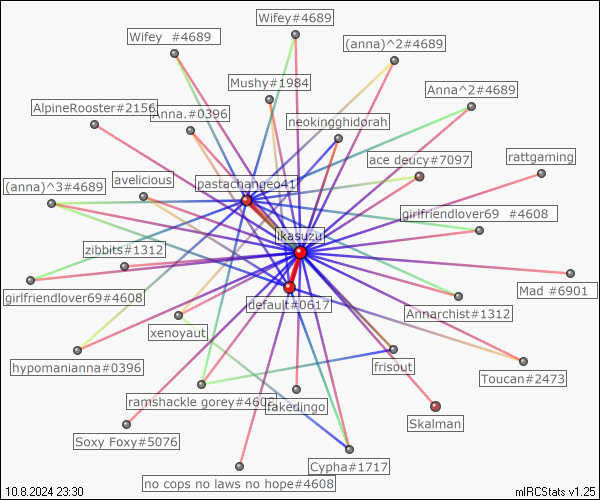 Wifey#4689
Wifey  #4689
(anna)^2#4689
Mushy#1984
Anna^2#4689
AlpineRooster#2156
Anna.#0396
neokingghidorah
ace deucy#7097
rattgaming
(anna)^3#4689
avelicious
pastachangeo41
girlfriendlover69  #4608
ikasuzu
zibbits#1312
girlfriendlover69#4608
default#0617
Mad #6901
Annarchist#1312
xenoyaut
hypomanianna#0396
frisout
Toucan#2473
ramshackle gorey#4608
fakedingo
Skalman
Soxy Foxy#5076
Cypha#1717
no cops no laws no hope#4608
10.8.2024 23:30
mIRCStats v1.25